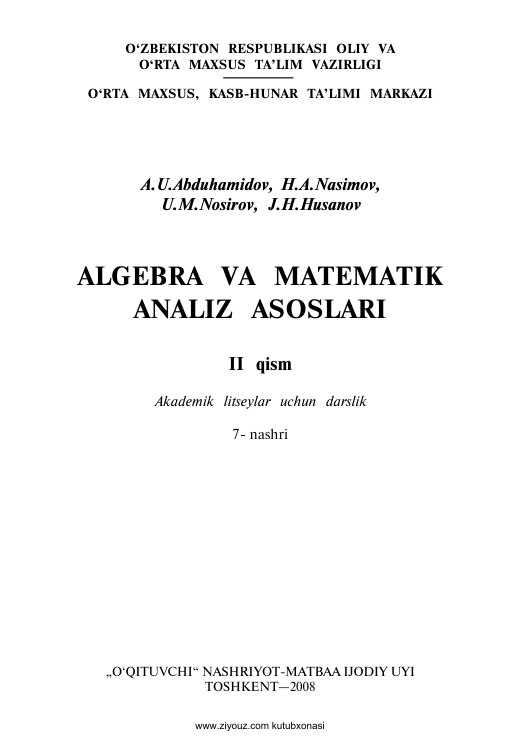 O‘ZBEKISTON RESPUBLIKASI OLIY VA
O‘RTA MAXSUS TA’LIM VAZIRLIGI
O‘RTA MAXSUS, KASB-HUNAR TA’LIMI MARKAZI
A.U.Abduhamidov, H.A.Nasimov,
U.M.Nosirov, J.H.Husanov
ALGEBRA VA MATEMATIK
ANALIZ ASOSLARI
II qism
Akademik litseylar uchun darslik
7- nashri
„O‘QITUVCHI“ NASHRIYOT-MATBAA IJODIY UYI
TOSHKENT—2008
www.ziyouz.com kutubxonasi